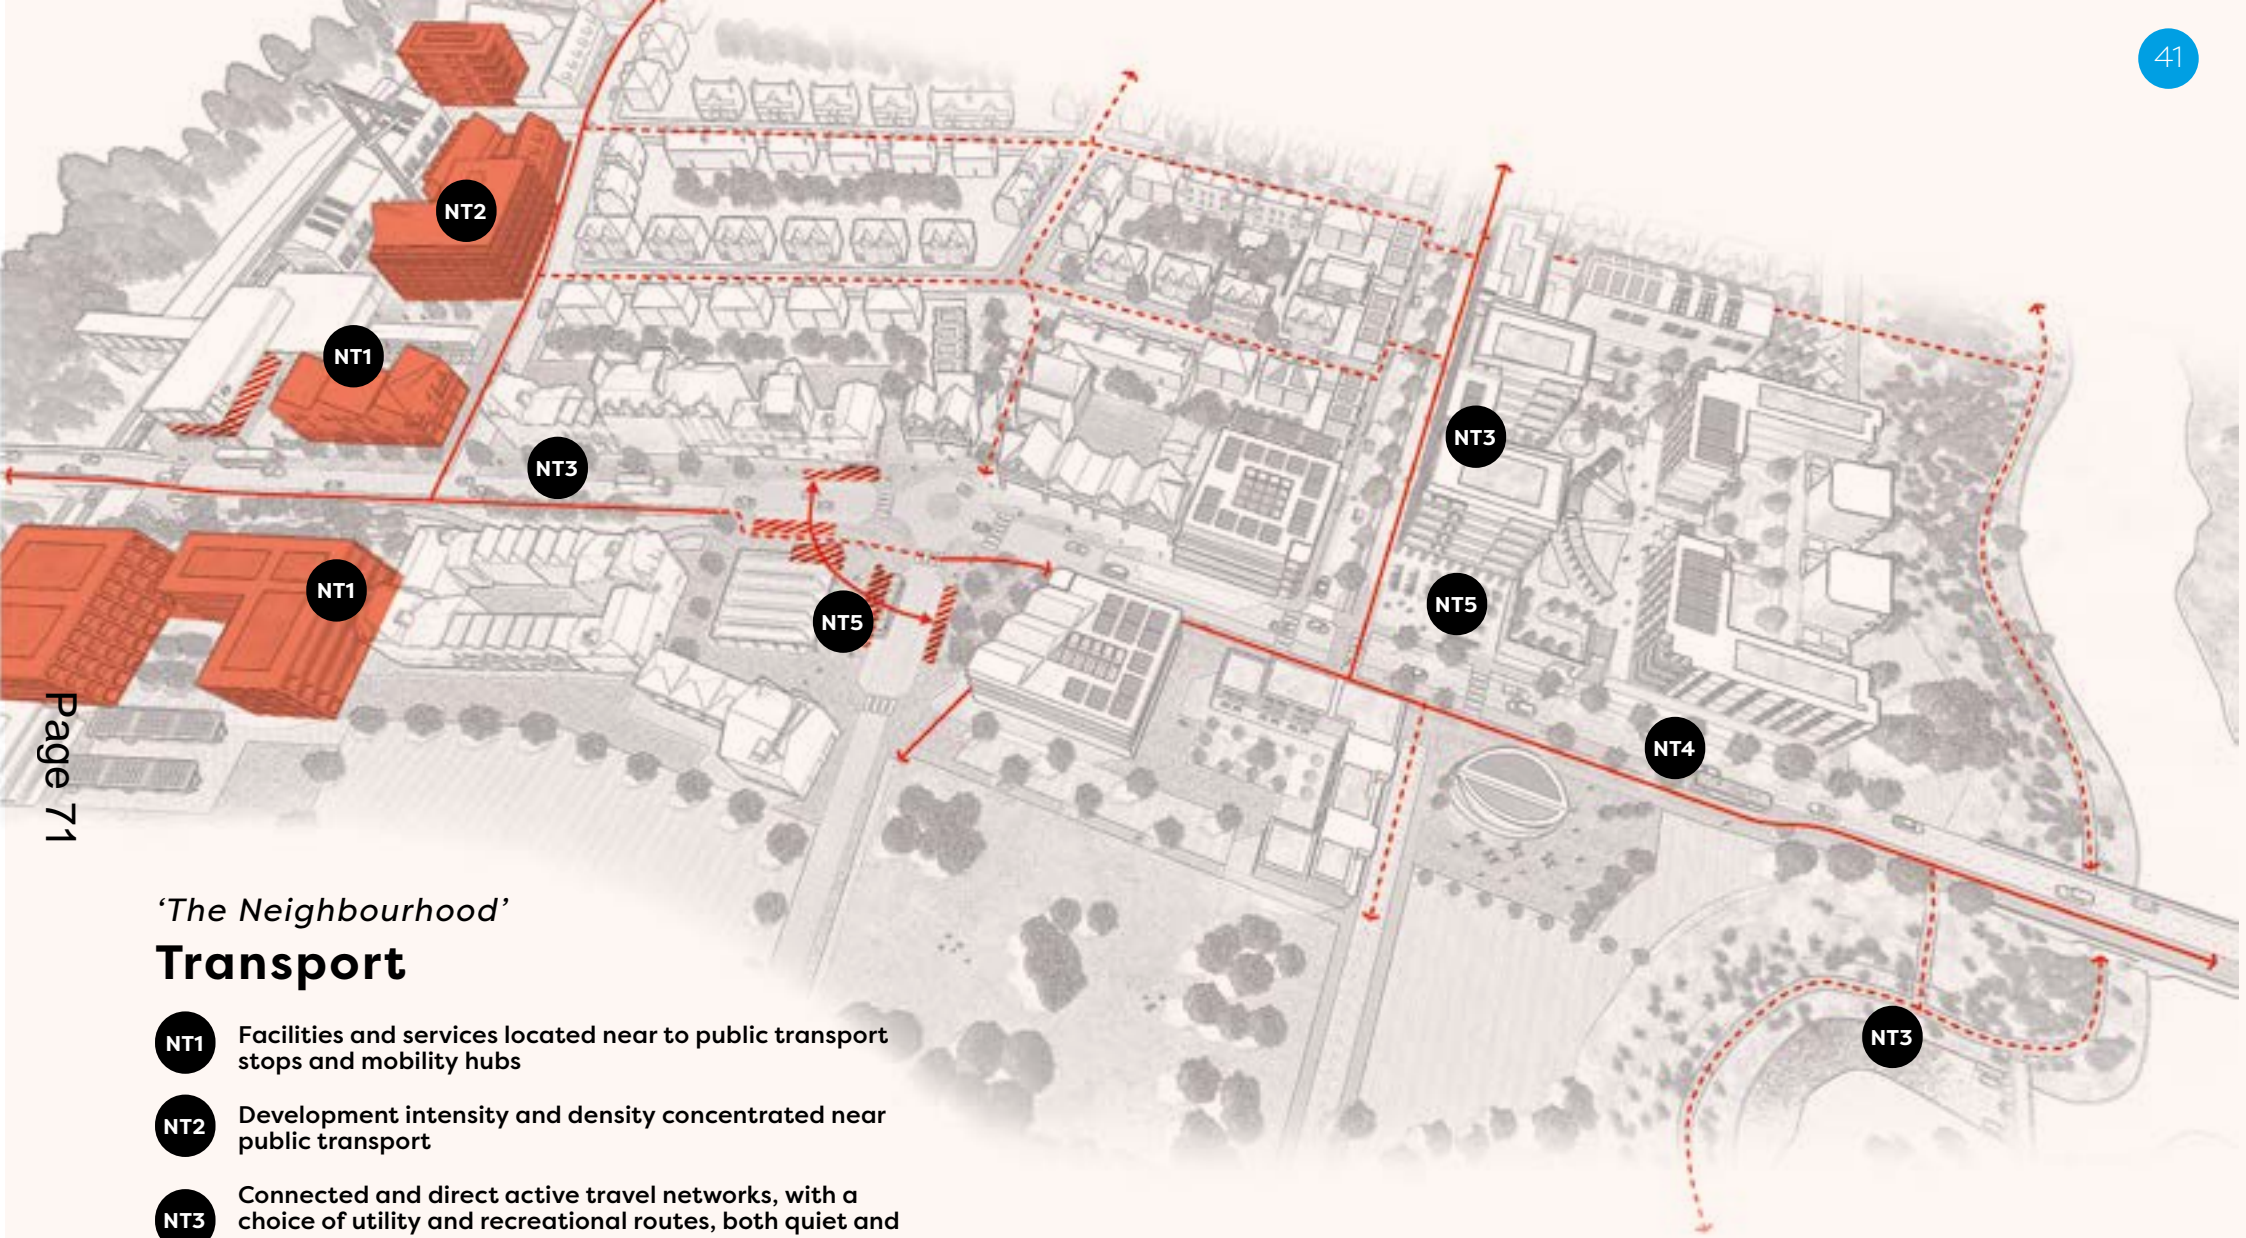 41
NT2
NT1
NT3
NT3
NT1
NT5
NT5
NT4
NT3
Page 71
‘The Neighbourhood’
Transport
NT1 Facilities and services located near to public transport
stops and mobility hubs
NT2 Development intensity and density concentrated near
public transport
NT3 Connected and direct active travel networks, with a
choice of utility and recreational routes, both quiet and